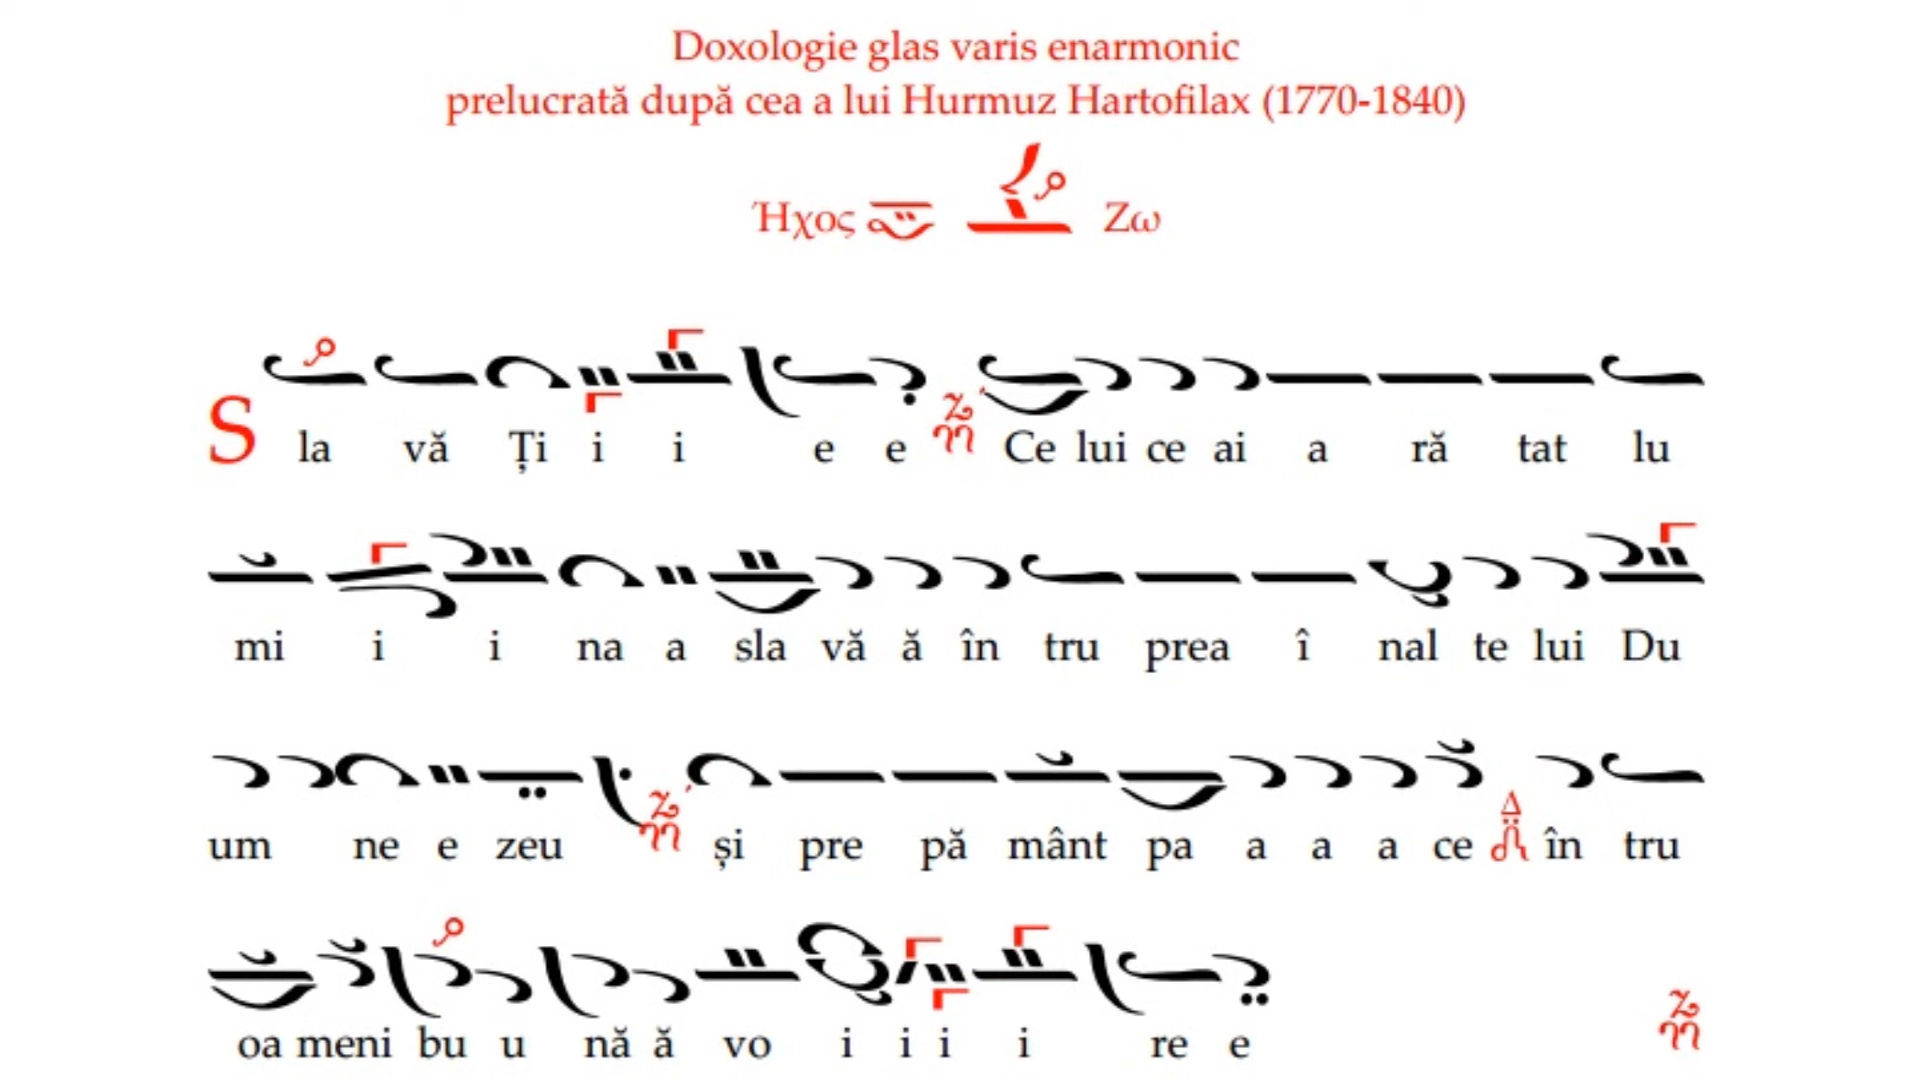 Doxologie glas varis enarmonic
prelucrată după cea a lui Hurmuz Hartofilax (1770-1840)
Ἦχος Ζω
S la vă Ți i i e e Ce lui ce ai a ră tat lu
mi i i na a sla vă ă în tru prea î nal te lui Du
um ne e zeu și pre pă mânt pa a a a ce Δ în tru
oa meni bu u nă ă vo i i i i re e